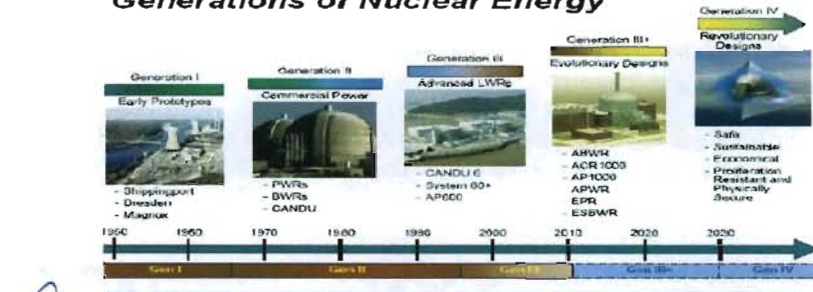 Generations of Nuclear Energy
Generation I
Early Prototypes
- Shippingport
- Dresden
- Magnox
Generation II
Commercial Power
- PWRs
- BWRs
- CANDU
Generation III
Advanced LWRs
- CANDU 6
- System 80+
- AP600
Generation III+
Evolutionary Designs
- ABWR
- ACR1000
- AP1000
APWR
EPR
- ESBWR
Generation IV
Revolutionary
Designs
- Safe
- Sustainable
- Economical
- Proliferation
Resistant and
Physically
Secure
1950 1960 1970 1980 1990 2000 2010 2020 2030
Gen I Gen II Gen III Gen III+ Gen IV